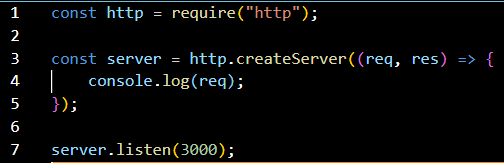 1 const http = require("http");
2
3 const server = http.createServer((req, res) => {
4     console.log(req);
5 });
6
7 server.listen(3000);